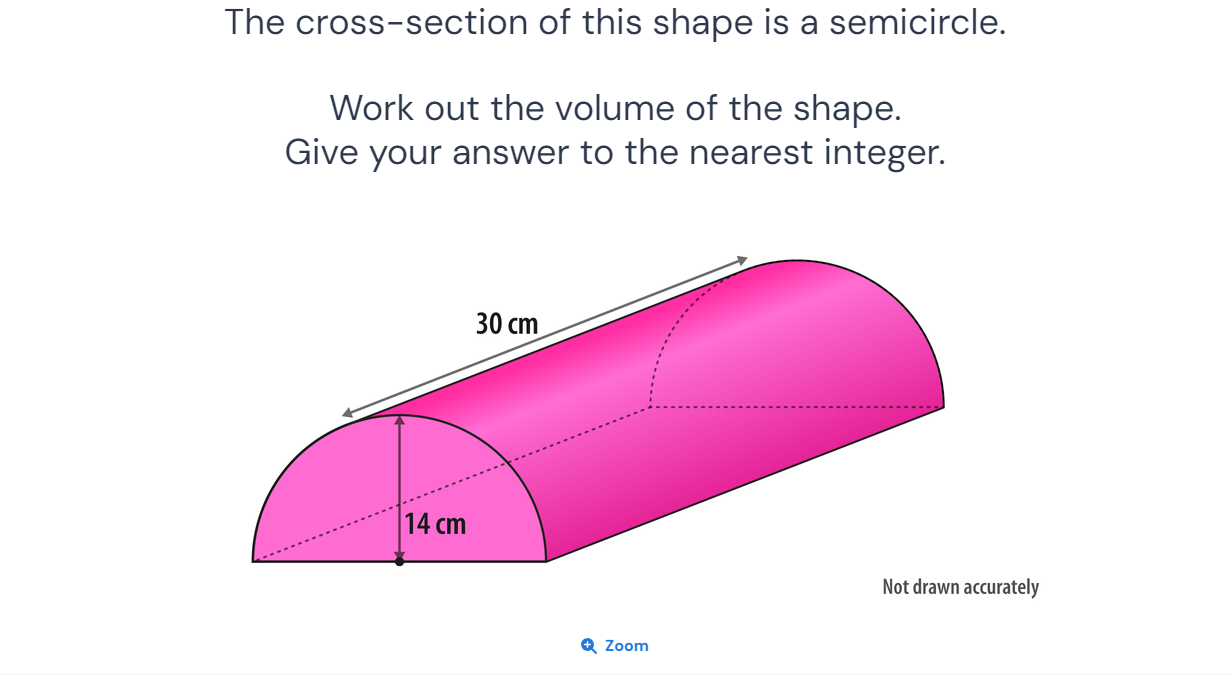 The cross-section of this shape is a semicircle.
Work out the volume of the shape.
Give your answer to the nearest integer.
30 cm
14 cm
Not drawn accurately
Zoom